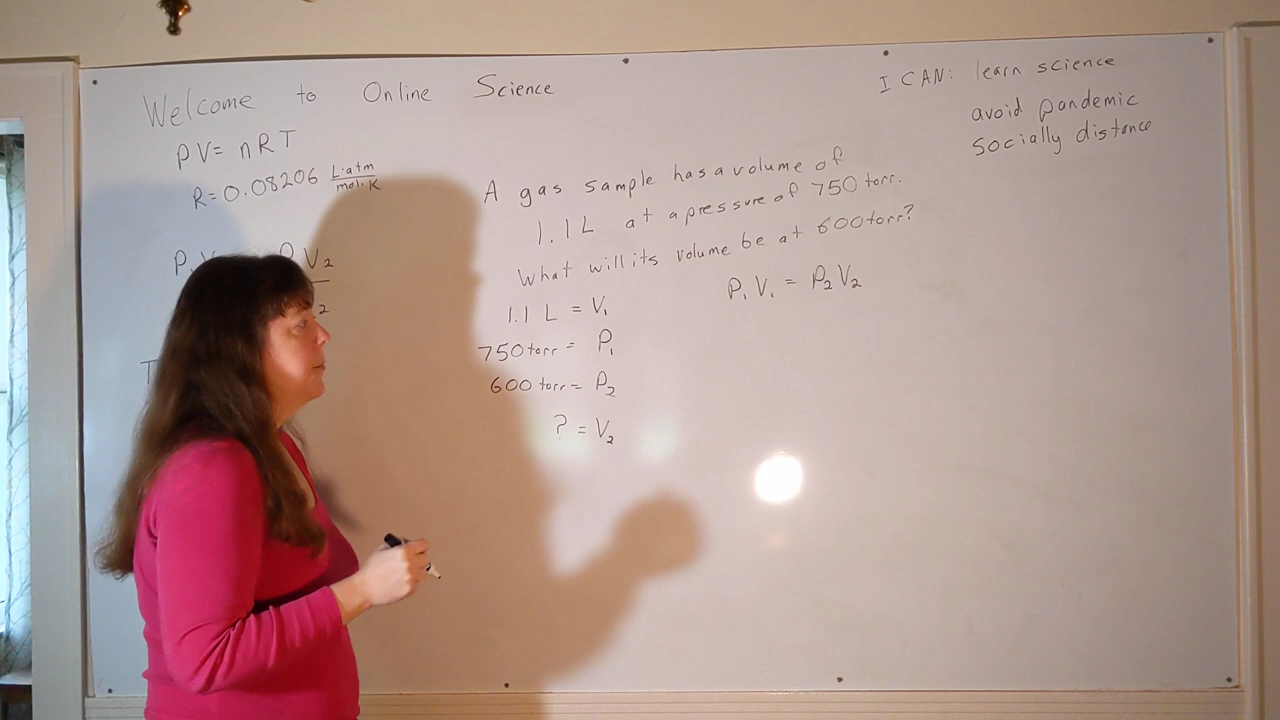 Welcome to Online Science
PV = nRT
R = 0.08206 L·atm
mol·K
P V₂
2
T
A gas sample has a volume of
1.1 L at a pressure of 750 torr.
What will its volume be at 600 torr?
1.1 L = V₁
750 torr = P₁
600 torr = P₂
? = V₂
P₁V₁ = P₂V₂
I CAN: learn science
avoid pandemic
socially distance